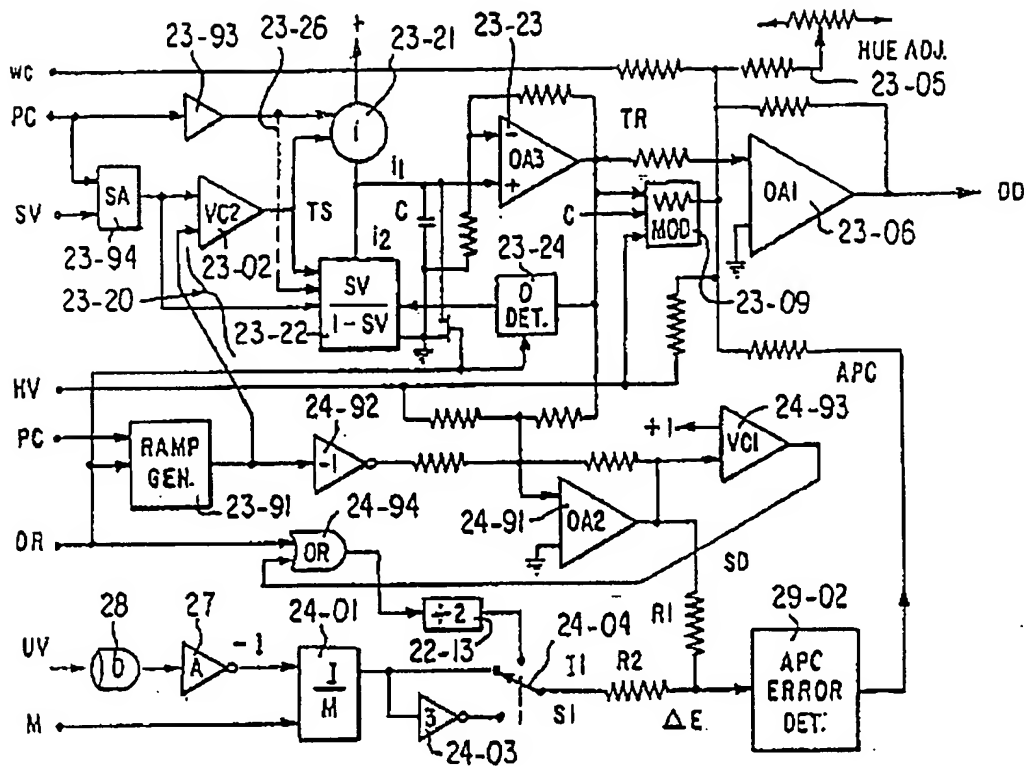 23-93
23-26
+
23-21
23-23
HUE ADJ.
23-05
WC
PC
SV
SA
23-94
VC2
23-02
23-20
TS
i
i1
C
i2
SV
1-SV
23-22
-
+
OA3
TR
C
MOD
23-09
23-24
0
DET.
OA1
23-06
OD
HV
PC
RAMP
GEN.
23-91
24-92
-1
APC
+1
24-93
VC1
24-91
OA2
24-94
OR
OR
SD
28
27
24-01
÷2
22-13
24-04
R1
29-02
UV
10
A
-1
I
M
I1
R2
S1
ΔE
APC
ERROR
DET.
M
3
24-03